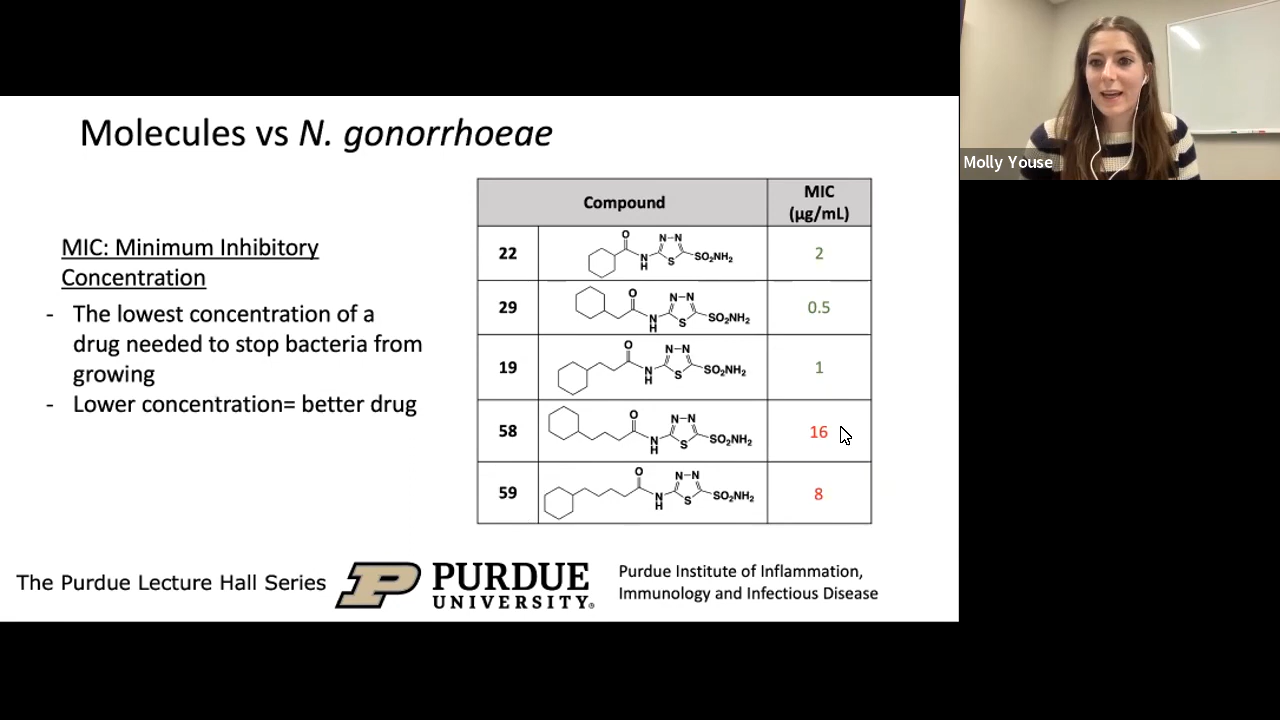 Molecules vs N. gonorrhoeae
MIC: Minimum Inhibitory
Concentration
- The lowest concentration of a
drug needed to stop bacteria from
growing
- Lower concentration= better drug
Compound
MIC
(µg/mL)
22
O
N-N
N
H
S
SO₂NH₂
2
29
O
N-N
N
H
S
SO₂NH₂
0.5
19
O
N-N
N
H
S
SO₂NH₂
1
58
O
N-N
N
H
S
SO₂NH₂
16
59
O
N-N
N
H
S
SO₂NH₂
8
The Purdue Lecture Hall Series
P
PURDUE
UNIVERSITY®
Purdue Institute of Inflammation,
Immunology and Infectious Disease
Molly Youse